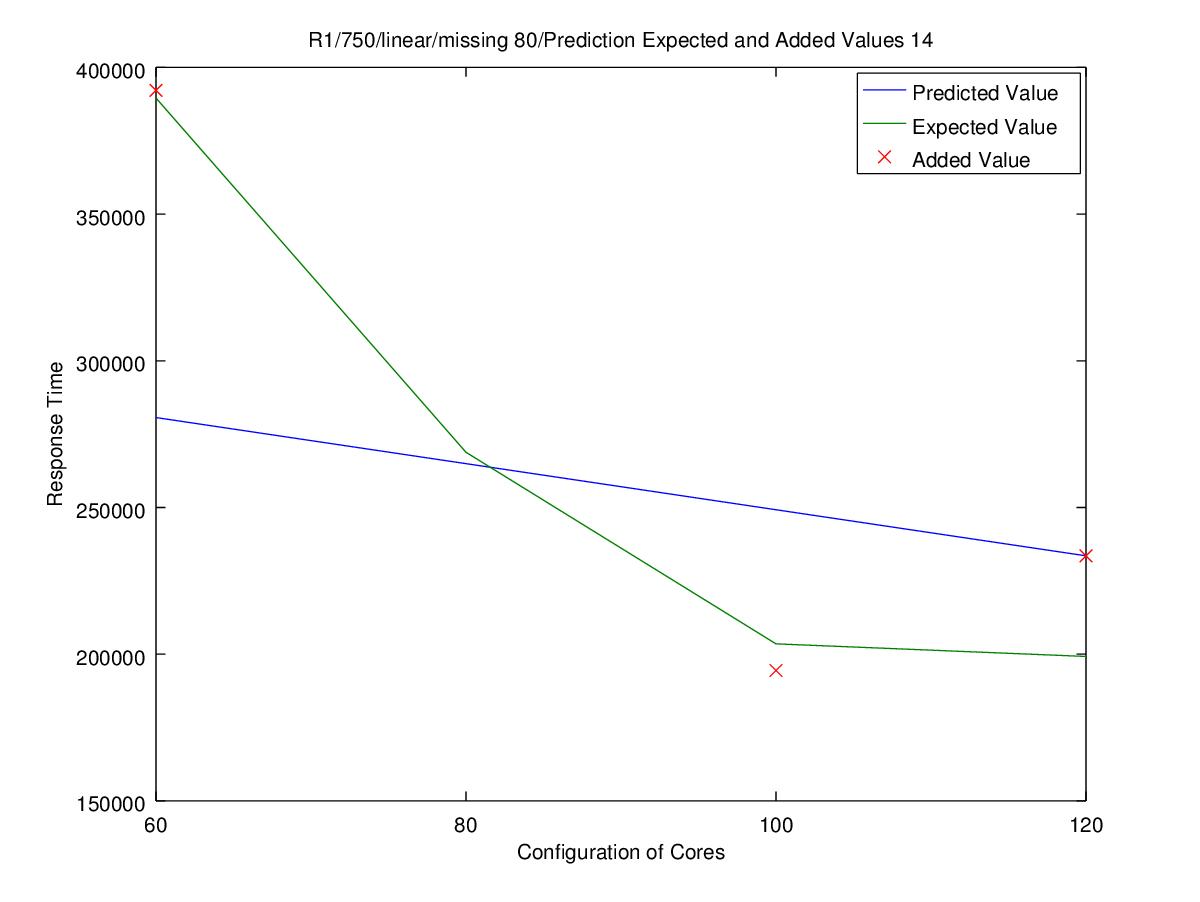 R1/750/linear/missing 80/Prediction Expected and Added Values 14
400000
350000
300000
250000
200000
150000
Response Time
Predicted Value
Expected Value
Added Value
60
80
100
120
Configuration of Cores